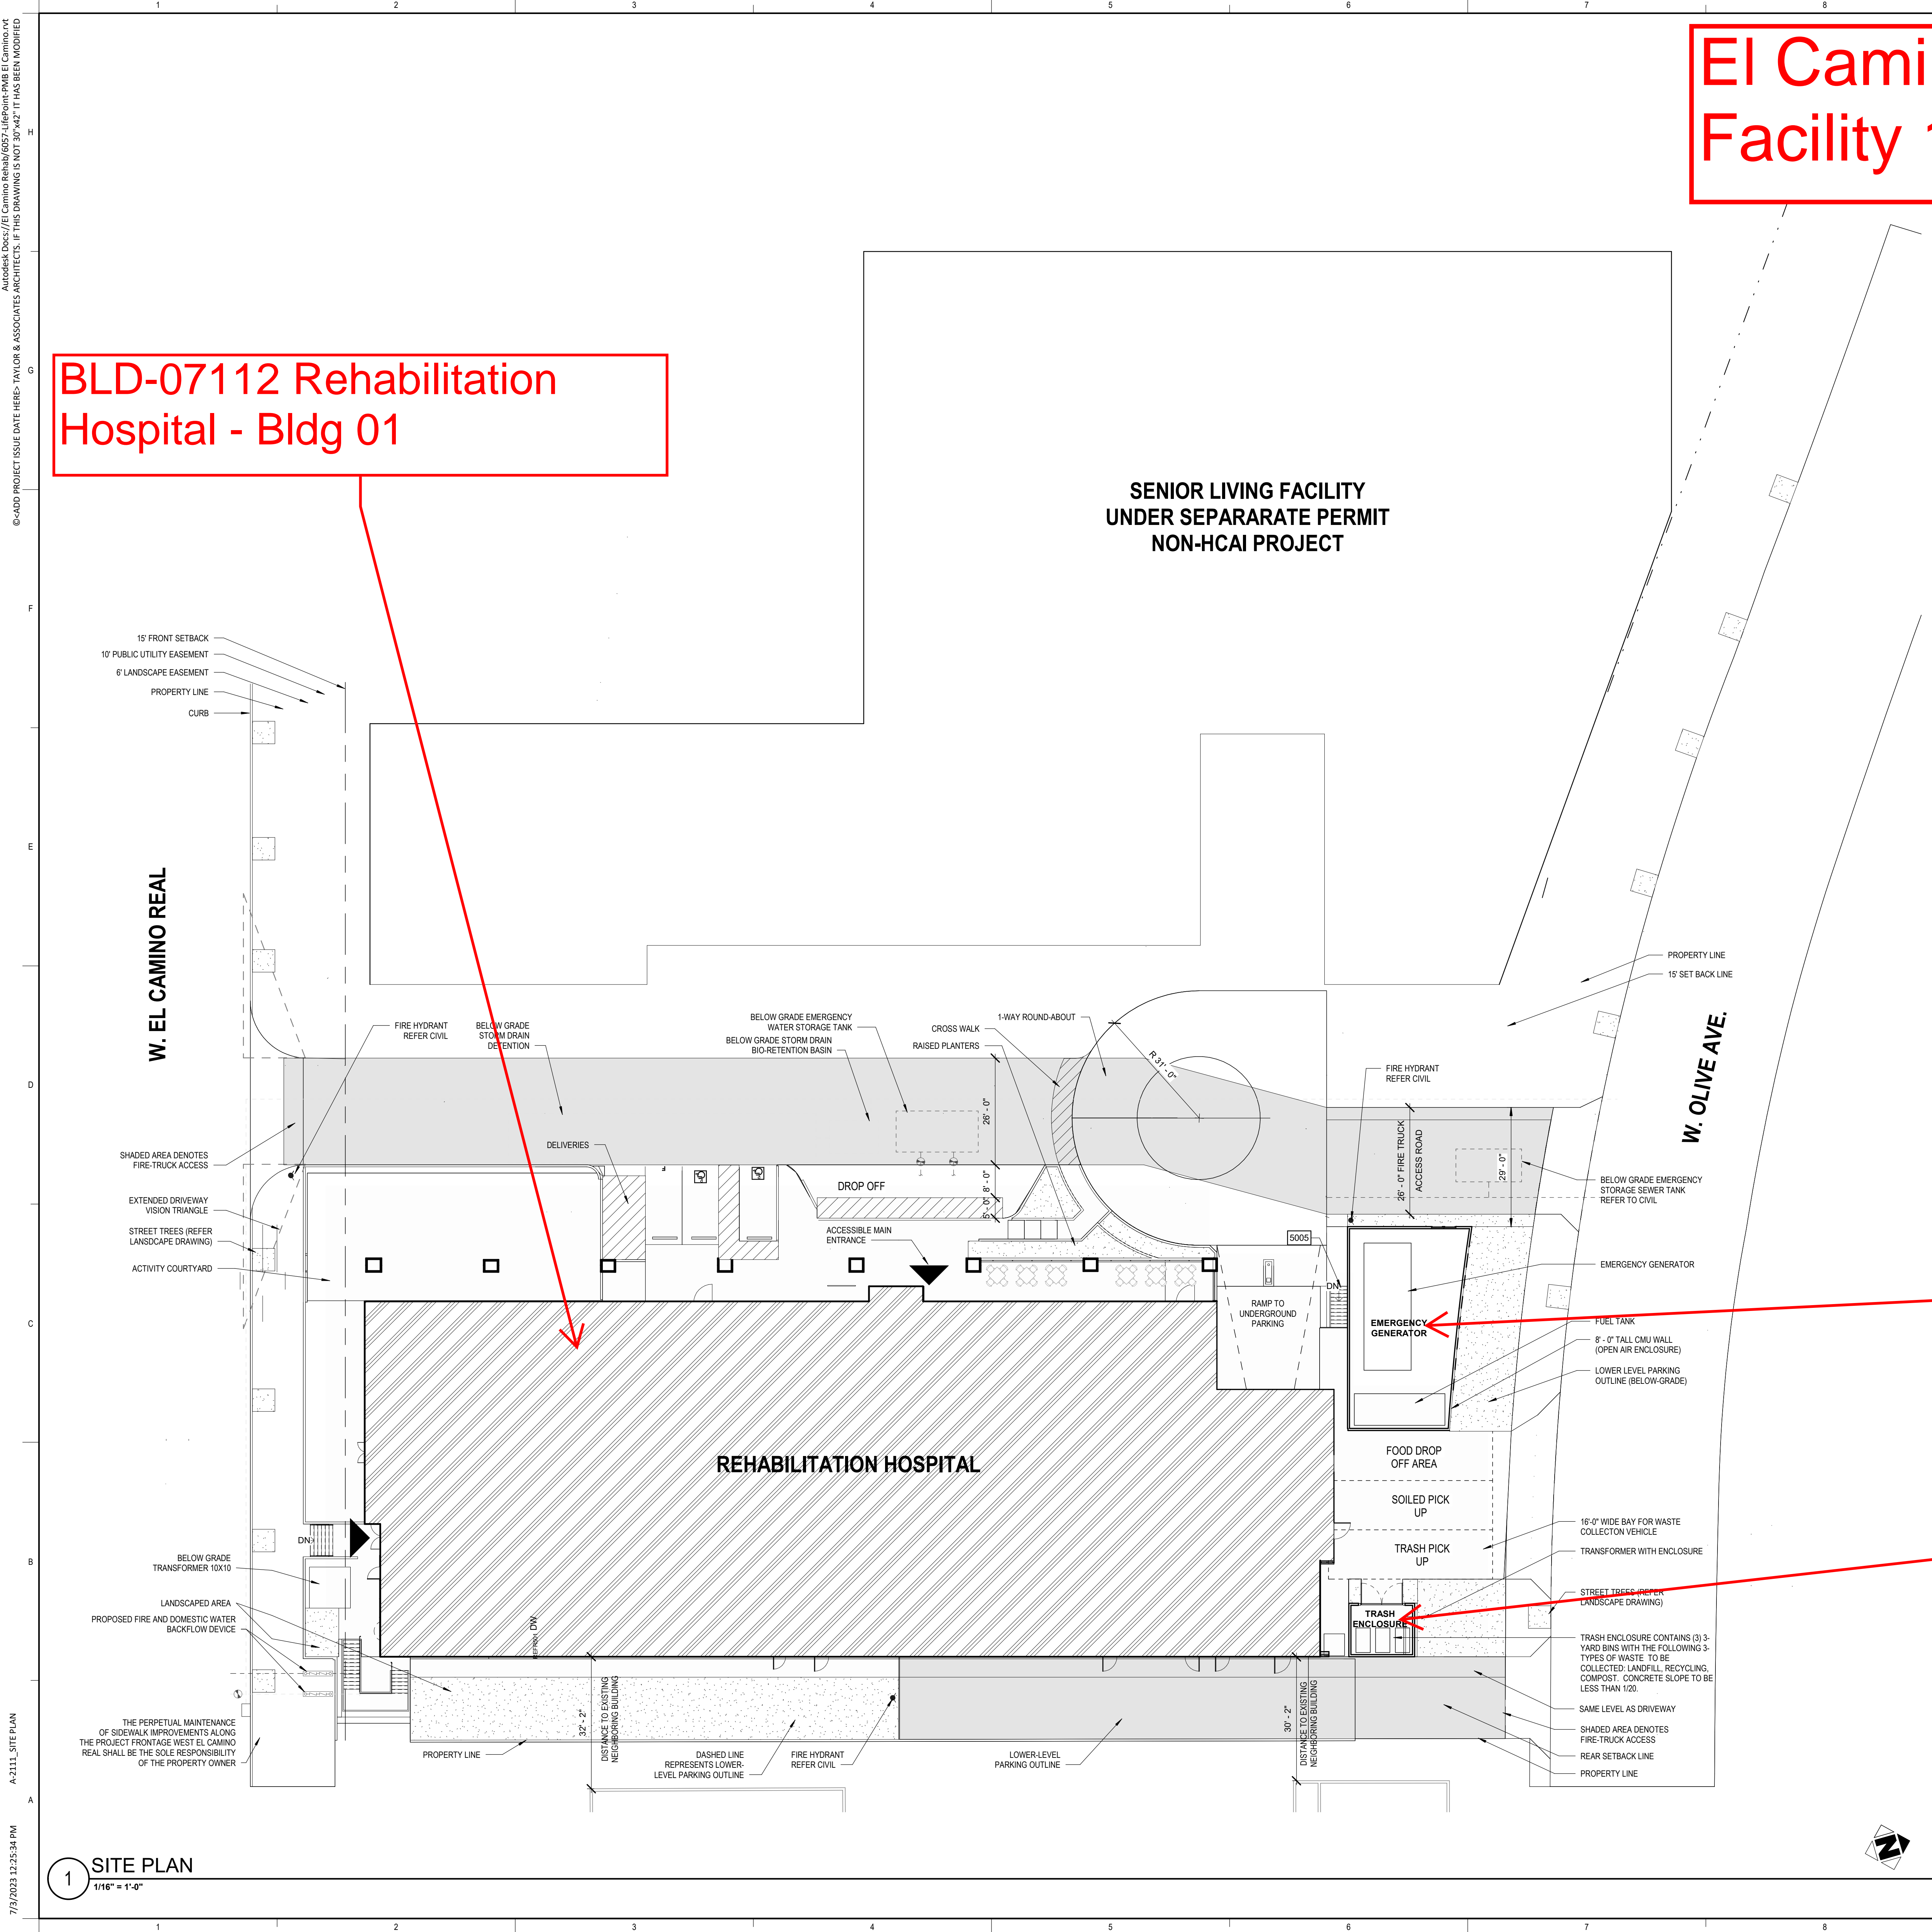 1 2 3 4 5 6 7 8
Autodesk Docs://El Camino Rehab/6057-LifePoint-PMB El Camino.rvt
©<ADD PROJECT ISSUE DATE HERE> TAYLOR & ASSOCIATES ARCHITECTS. IF THIS DRAWING IS NOT 30"x42" IT HAS BEEN MODIFIED
H
G
F
E
D
C
B
A
El Cami
Facility 1
BLD-07112 Rehabilitation
Hospital - Bldg 01
SENIOR LIVING FACILITY
UNDER SEPARARATE PERMIT
NON-HCAI PROJECT
15' FRONT SETBACK
10' PUBLIC UTILITY EASEMENT
6' LANDSCAPE EASEMENT
PROPERTY LINE
CURB
W. EL CAMINO REAL
PROPERTY LINE
15' SET BACK LINE
W. OLIVE AVE.
FIRE HYDRANT
REFER CIVIL
BELOW GRADE
STORM DRAIN
DETENTION
BELOW GRADE EMERGENCY
WATER STORAGE TANK
BELOW GRADE STORM DRAIN
BIO-RETENTION BASIN
1-WAY ROUND-ABOUT
CROSS WALK
RAISED PLANTERS
R 31' - 0"
FIRE HYDRANT
REFER CIVIL
26' - 0"
8' - 0"
5' - 0"
26' - 0" FIRE TRUCK
ACCESS ROAD
29' - 0"
DELIVERIES
SHADED AREA DENOTES
FIRE-TRUCK ACCESS
EXTENDED DRIVEWAY
VISION TRIANGLE
STREET TREES (REFER
LANSDCAPE DRAWING)
ACTIVITY COURTYARD
DROP OFF
ACCESSIBLE MAIN
ENTRANCE
BELOW GRADE EMERGENCY
STORAGE SEWER TANK
REFER TO CIVIL
5005
DN
EMERGENCY GENERATOR
RAMP TO
UNDERGROUND
PARKING
EMERGENCY
GENERATOR
FUEL TANK
8' - 0" TALL CMU WALL
(OPEN AIR ENCLOSURE)
LOWER LEVEL PARKING
OUTLINE (BELOW-GRADE)
REHABILITATION HOSPITAL
FOOD DROP
OFF AREA
SOILED PICK
UP
TRASH PICK
UP
16'-0" WIDE BAY FOR WASTE
COLLECTON VEHICLE
TRANSFORMER WITH ENCLOSURE
STREET TREES (REFER
LANDSCAPE DRAWING)
TRASH
ENCLOSURE
TRASH ENCLOSURE CONTAINS (3) 3-
YARD BINS WITH THE FOLLOWING 3-
TYPES OF WASTE TO BE
COLLECTED: LANDFILL, RECYCLING,
COMPOST. CONCRETE SLOPE TO BE
LESS THAN 1/20.
SAME LEVEL AS DRIVEWAY
SHADED AREA DENOTES
FIRE-TRUCK ACCESS
REAR SETBACK LINE
PROPERTY LINE
DN
BELOW GRADE
TRANSFORMER 10X10
LANDSCAPED AREA
PROPOSED FIRE AND DOMESTIC WATER
BACKFLOW DEVICE
THE PERPETUAL MAINTENANCE
OF SIDEWALK IMPROVEMENTS ALONG
THE PROJECT FRONTAGE WEST EL CAMINO
REAL SHALL BE THE SOLE RESPONSIBILITY
OF THE PROPERTY OWNER
DW
32' - 2"
DISTANCE TO EXISTING
NEIGHBORING BUILDING
30' - 2"
DISTANCE TO EXISTING
NEIGHBORING BUILDING
PROPERTY LINE
DASHED LINE
REPRESENTS LOWER-
LEVEL PARKING OUTLINE
FIRE HYDRANT
REFER CIVIL
LOWER-LEVEL
PARKING OUTLINE
N
1
SITE PLAN
1/16" = 1'-0"
7/3/2023 12:25:34 PM A-2111_SITE PLAN
1 2 3 4 5 6 7 8